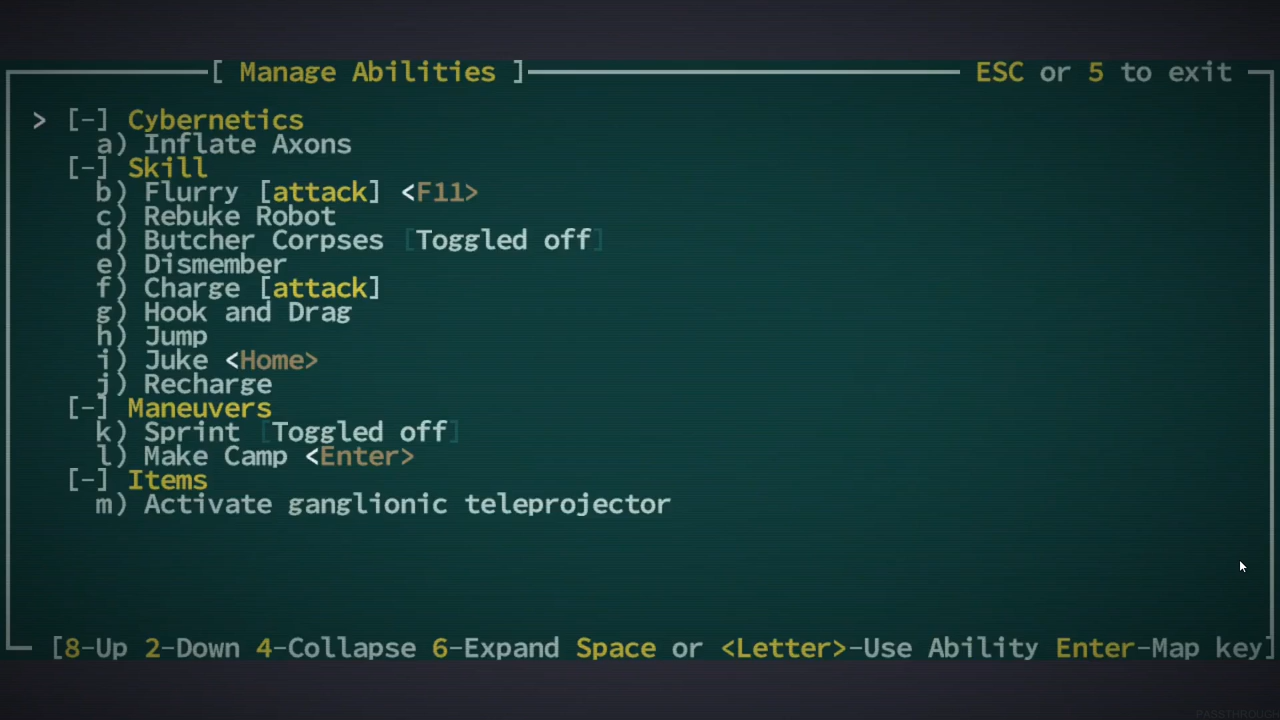 [ Manage Abilities ] ESC or 5 to exit
> [-] Cybernetics
a) Inflate Axons
[-] Skill
b) Flurry [attack] <F11>
c) Rebuke Robot
d) Butcher Corpses [Toggled off]
e) Dismember
f) Charge [attack]
g) Hook and Drag
h) Jump
i) Juke <Home>
j) Recharge
[-] Maneuvers
k) Sprint [Toggled off]
l) Make Camp <Enter>
[-] Items
m) Activate ganglionic teleprojector
[8-Up 2-Down 4-Collapse 6-Expand Space or <Letter>-Use Ability Enter-Map key]